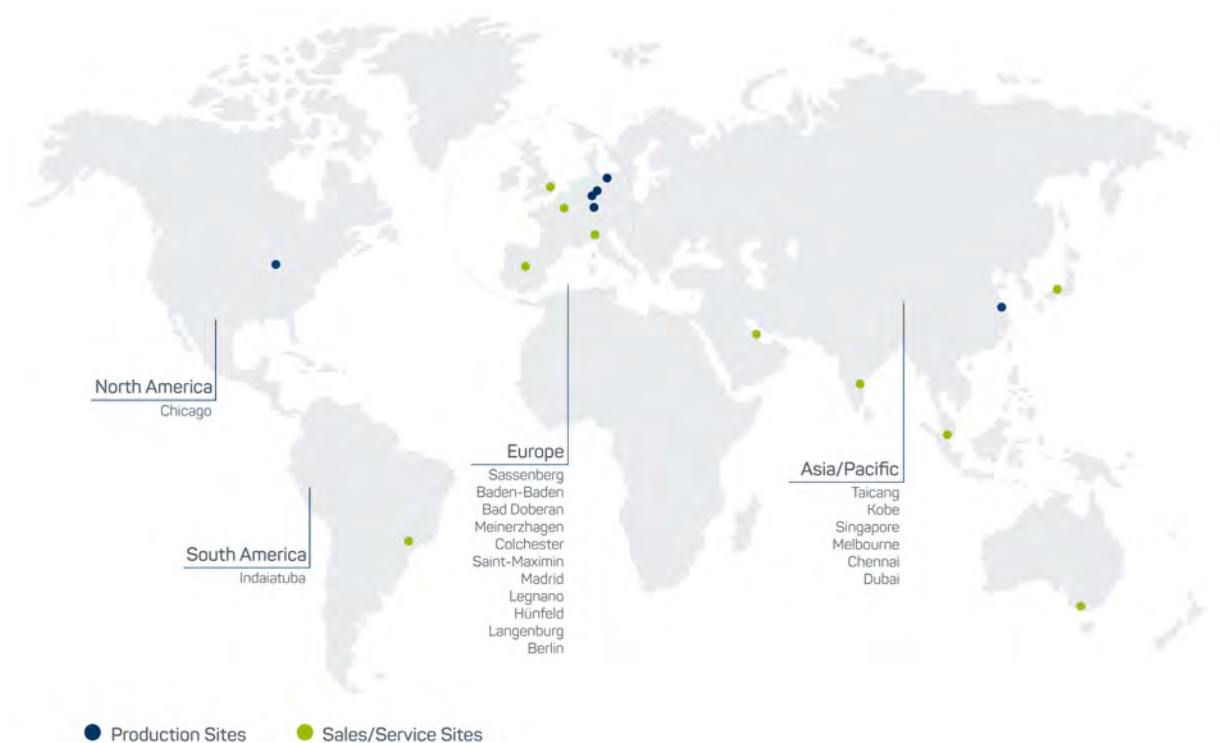 North America
Chicago
South America
Indaiatuba
Europe
Sassenberg
Baden-Baden
Bad Doberan
Meinerzhagen
Colchester
Saint-Maximin
Madrid
Legnano
Hünfeld
Langenburg
Berlin
Asia/Pacific
Taicang
Kobe
Singapore
Melbourne
Chennai
Dubai
Production Sites
Sales/Service Sites